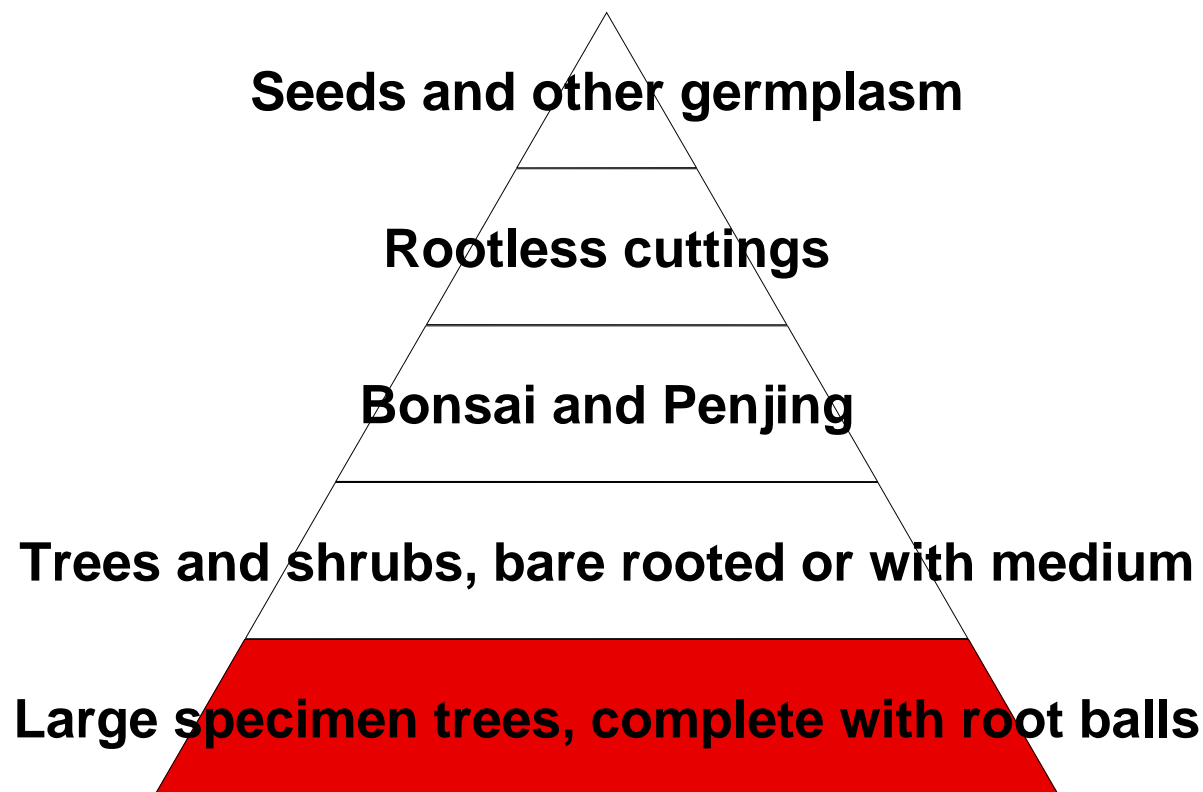 Seeds and other germplasm
Rootless cuttings
Bonsai and Penjing
Trees and shrubs, bare rooted or with medium
Large specimen trees, complete with root balls